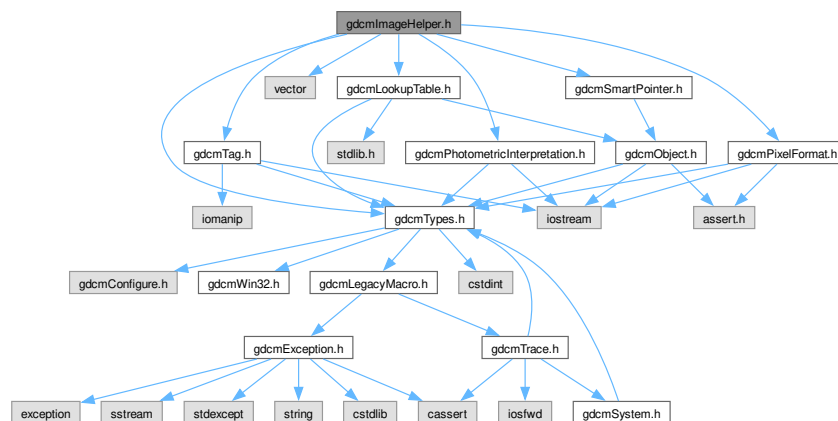 gdcmImageHelper.h
vector
gdcmLookupTable.h
gdcmSmartPointer.h
gdcmTag.h
stdlib.h
gdcmPhotometricInterpretation.h
gdcmObject.h
gdcmPixelFormat.h
iomanip
gdcmTypes.h
iostream
assert.h
gdcmConfigure.h
gdcmWin32.h
gdcmLegacyMacro.h
cstdint
gdcmException.h
gdcmTrace.h
exception
sstream
stdexcept
string
cstdlib
cassert
iosfwd
gdcmSystem.h